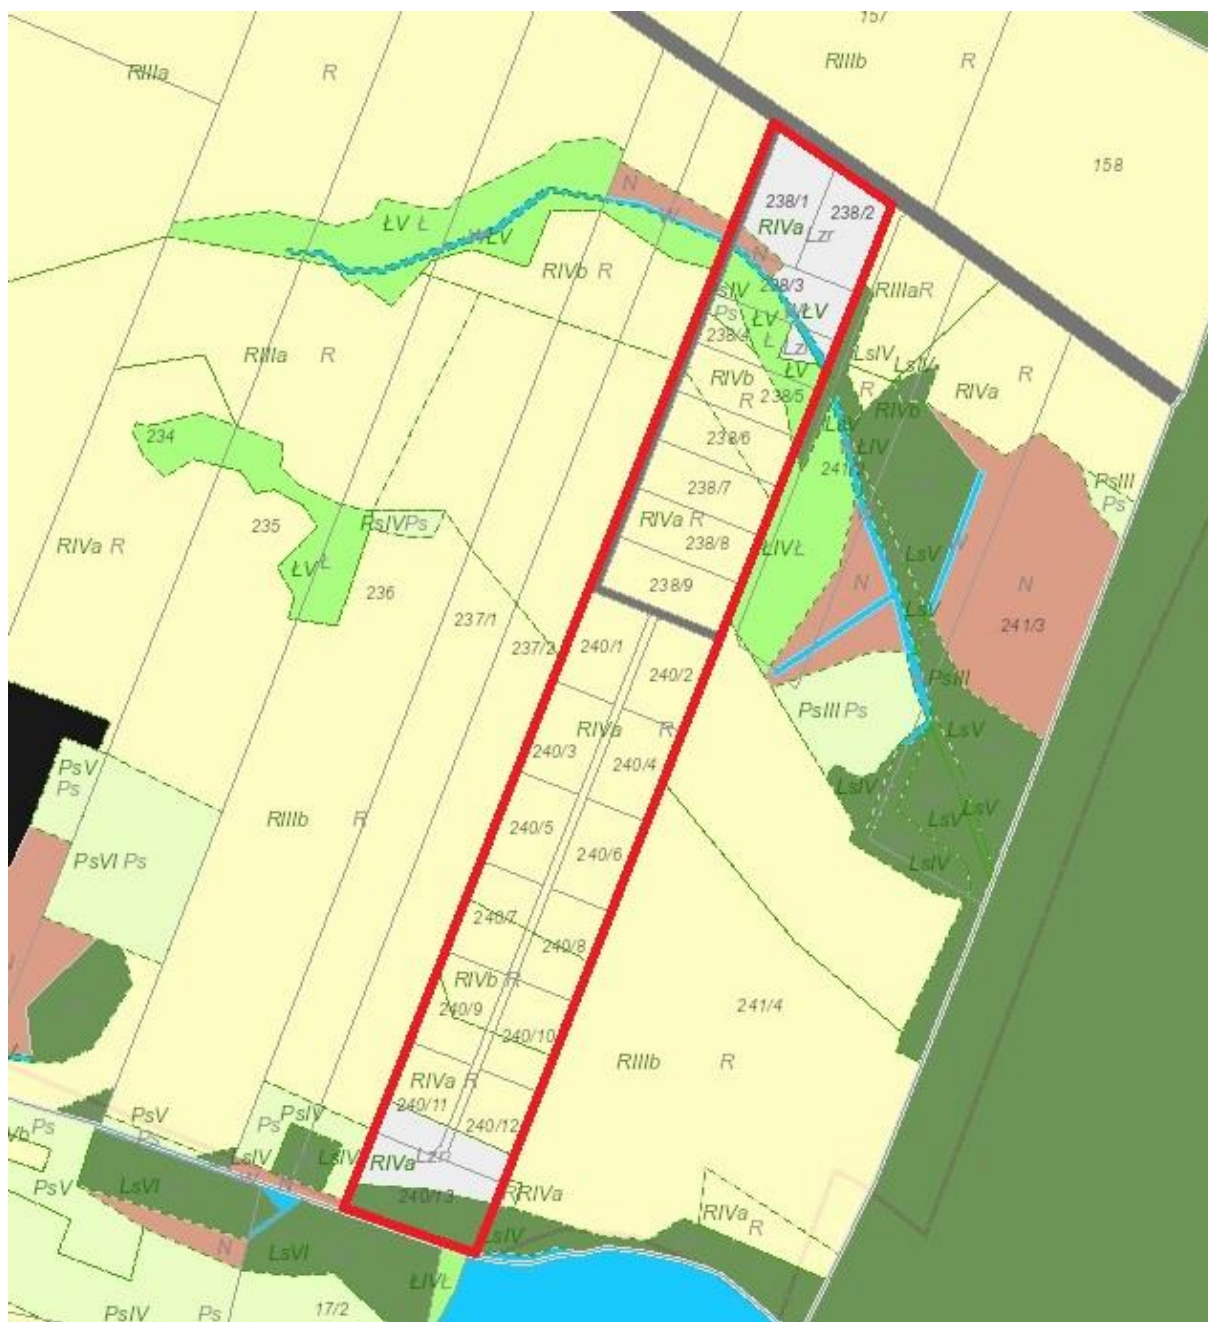 157
RIIIb R
RIIIa R
158
N
238/1
238/2
RIVa
Lzr
ŁV Ł
ŁV
N
RIVb R
238/3
RIIIaR
Ps
ŁV
ŁV
Ł
238/4
Lzr
RIIIa R
LsIV
LsIV
ŁV
RIVb
R
238/5
R
RIVa
R
RIVb
234
238/6
ŁIV
PsIII
Ps
238/7
235
PsIVPs
RIVa R
238/8
RIVa R
ŁIVŁ
LsV
ŁV
Ł
238/9
N
N
236
LsV
237/1
241/3
237/2
240/1
240/2
PsIII
PsIII Ps
RIVa R
LsV
240/3
240/4
PsV
Ps
LsIV
LsV
LsV
RIIIb R
240/5
240/6
PsVI Ps
LsIV
240/7
240/8
RIVb R
240/9
241/4
240/10
RIIIb R
RIVa R
240/11
PsV
Ps
PsIV
Ps
240/12
Ps
LsIV
LsIV
RIVa
Lzr
PsV
LsVI
N
240/13
RIVa
RIVa
R
N
LsVI
LsIV
ŁIVŁ
PsIV Ps
17/2